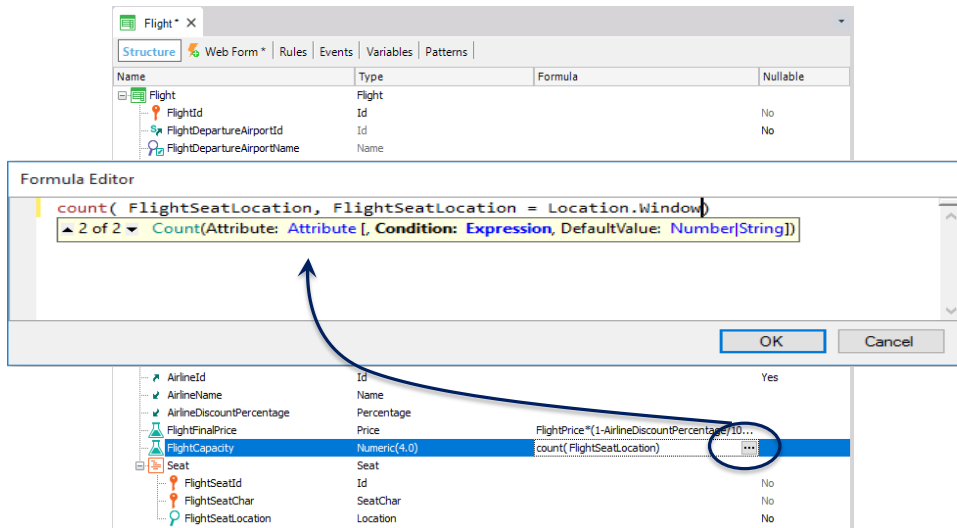 Flight *
Structure Web Form * Rules Events Variables Patterns
Name Type Formula Nullable
Flight Flight
FlightId Id No
FlightDepartureAirportId Id No
FlightDepartureAirportName Name
Formula Editor
count( FlightSeatLocation, FlightSeatLocation = Location.Window)
2 of 2 Count(Attribute: Attribute [, Condition: Expression, DefaultValue: Number|String])
OK Cancel
AirlineId Id Yes
AirlineName Name
AirlineDiscountPercentage Percentage
FlightFinalPrice Price FlightPrice*(1-AirlineDiscountPercentage/10...
FlightCapacity Numeric(4.0) count( FlightSeatLocation) ...
Seat Seat
FlightSeatId Id No
FlightSeatChar SeatChar No
FlightSeatLocation Location No